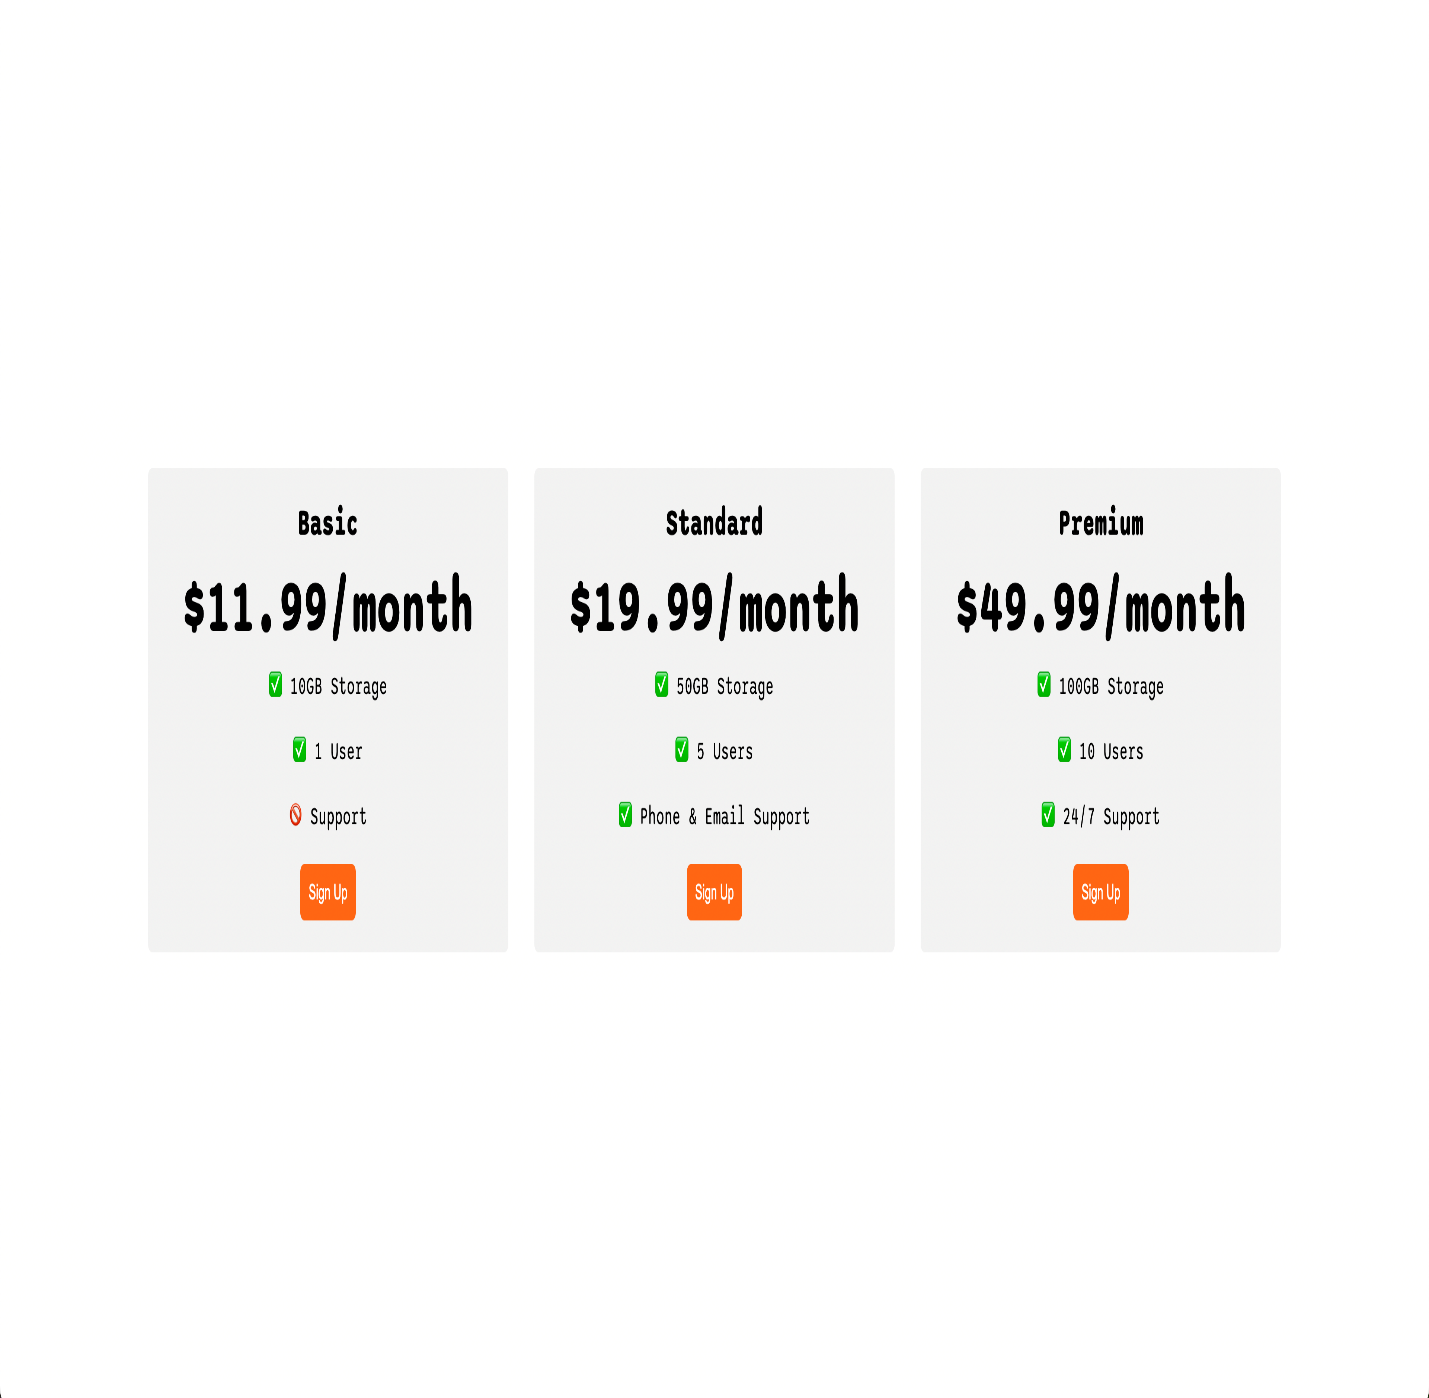 Basic
$11.99/month
✅ 10GB Storage
✅ 1 User
🚫 Support
Sign Up
Standard
$19.99/month
✅ 50GB Storage
✅ 5 Users
✅ Phone & Email Support
Sign Up
Premium
$49.99/month
✅ 100GB Storage
✅ 10 Users
✅ 24/7 Support
Sign Up